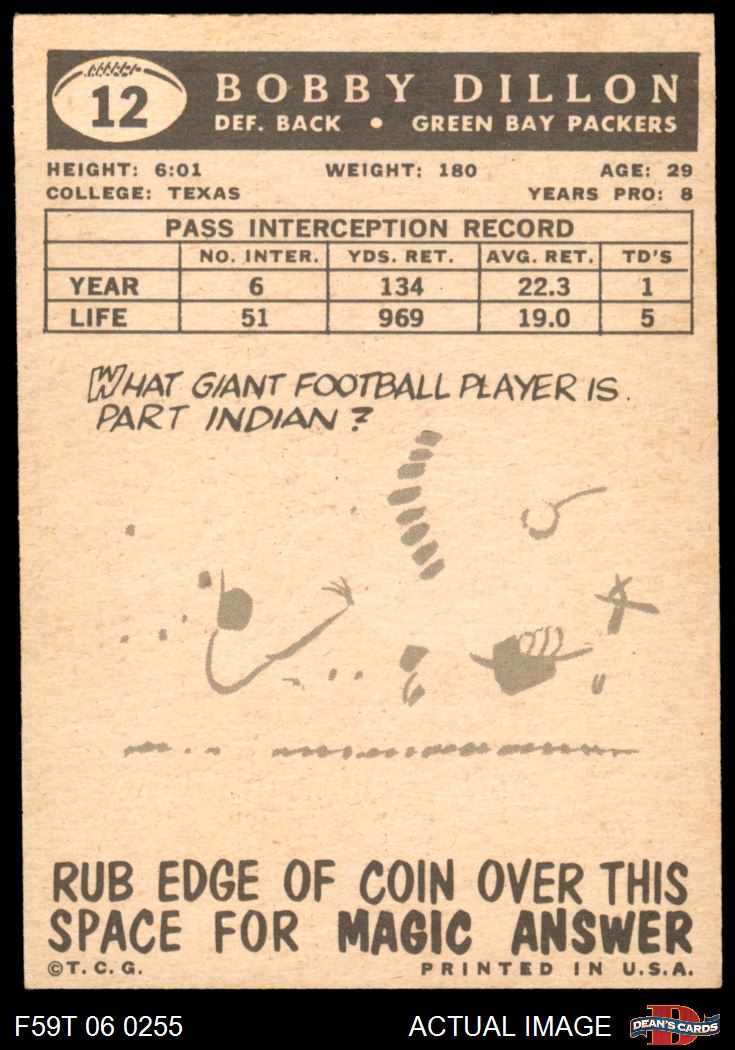 12
BOBBY DILLON
DEF. BACK • GREEN BAY PACKERS
HEIGHT: 6:01 WEIGHT: 180 AGE: 29
COLLEGE: TEXAS YEARS PRO: 8
PASS INTERCEPTION RECORD
NO. INTER. YDS. RET. AVG. RET. TD'S
YEAR 6 134 22.3 1
LIFE 51 969 19.0 5
WHAT GIANT FOOTBALL PLAYER IS.
PART INDIAN?
RUB EDGE OF COIN OVER THIS
SPACE FOR MAGIC ANSWER
©T. C. G. PRINTED IN U.S.A.
F59T 06 0255 ACTUAL IMAGE DEAN'S CARDS